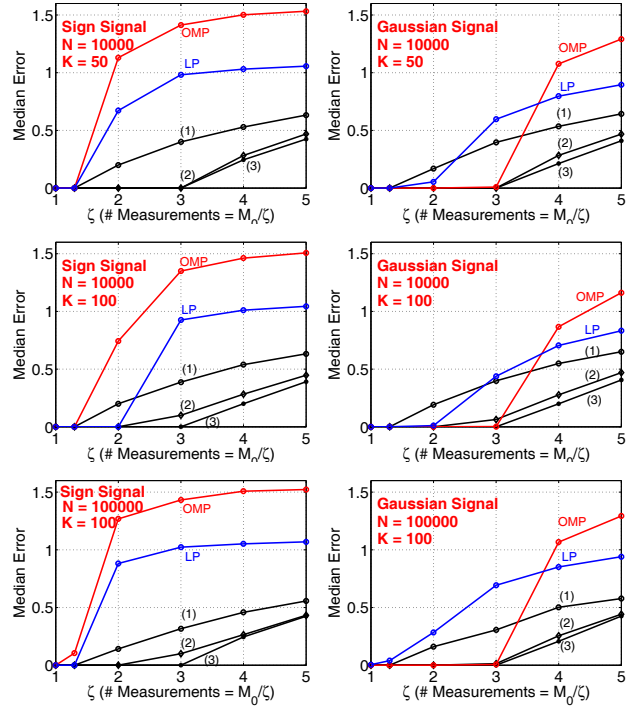 Sign Signal
N = 10000
K = 50
OMP
LP
(1)
(2)
(3)
Median Error
0
0.5
1
1.5
1 2 3 4 5
ζ (# Measurements = M0/ζ)
Gaussian Signal
N = 10000
K = 50
OMP
LP
(1)
(2)
(3)
Median Error
0
0.5
1
1.5
1 2 3 4 5
ζ (# Measurements = M0/ζ)
Sign Signal
N = 10000
K = 100
OMP
LP
(1)
(2)
(3)
Median Error
0
0.5
1
1.5
1 2 3 4 5
ζ (# Measurements = M0/ζ)
Gaussian Signal
N = 10000
K = 100
OMP
LP
(1)
(2)
(3)
Median Error
0
0.5
1
1.5
1 2 3 4 5
ζ (# Measurements = M0/ζ)
Sign Signal
N = 100000
K = 100
OMP
LP
(1)
(2)
(3)
Median Error
0
0.5
1
1.5
1 2 3 4 5
ζ (# Measurements = M0/ζ)
Gaussian Signal
N = 100000
K = 100
OMP
LP
(1)
(2)
(3)
Median Error
0
0.5
1
1.5
1 2 3 4 5
ζ (# Measurements = M0/ζ)